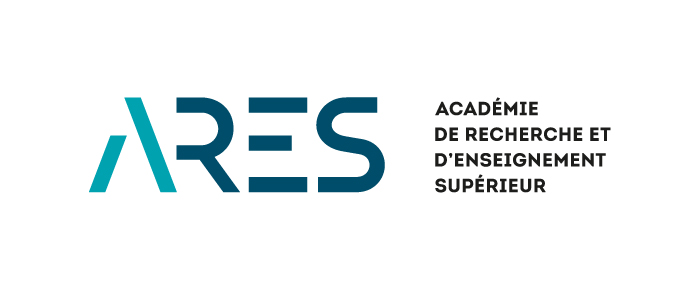 ARES
ACADÉMIE
DE RECHERCHE ET
D'ENSEIGNEMENT
SUPÉRIEUR